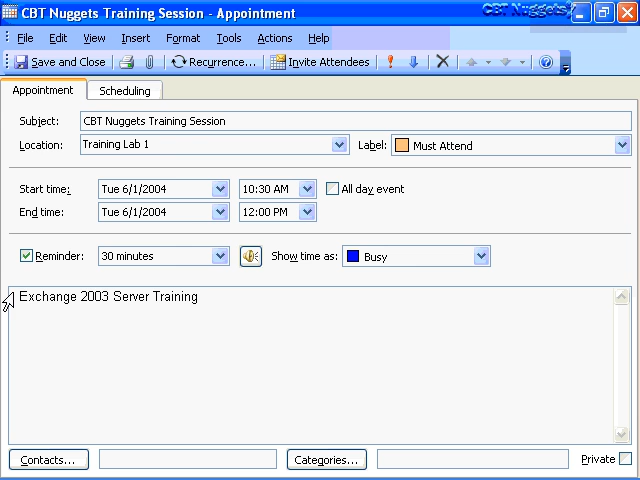 CBT Nuggets Training Session - Appointment
CBT Nuggets
File Edit View Insert Format Tools Actions Help
Save and Close Recurrence... Invite Attendees
Appointment Scheduling
Subject: CBT Nuggets Training Session
Location: Training Lab 1 Label: Must Attend
Start time: Tue 6/1/2004 10:30 AM All day event
End time: Tue 6/1/2004 12:00 PM
Reminder: 30 minutes Show time as: Busy
Exchange 2003 Server Training
Contacts... Categories... Private